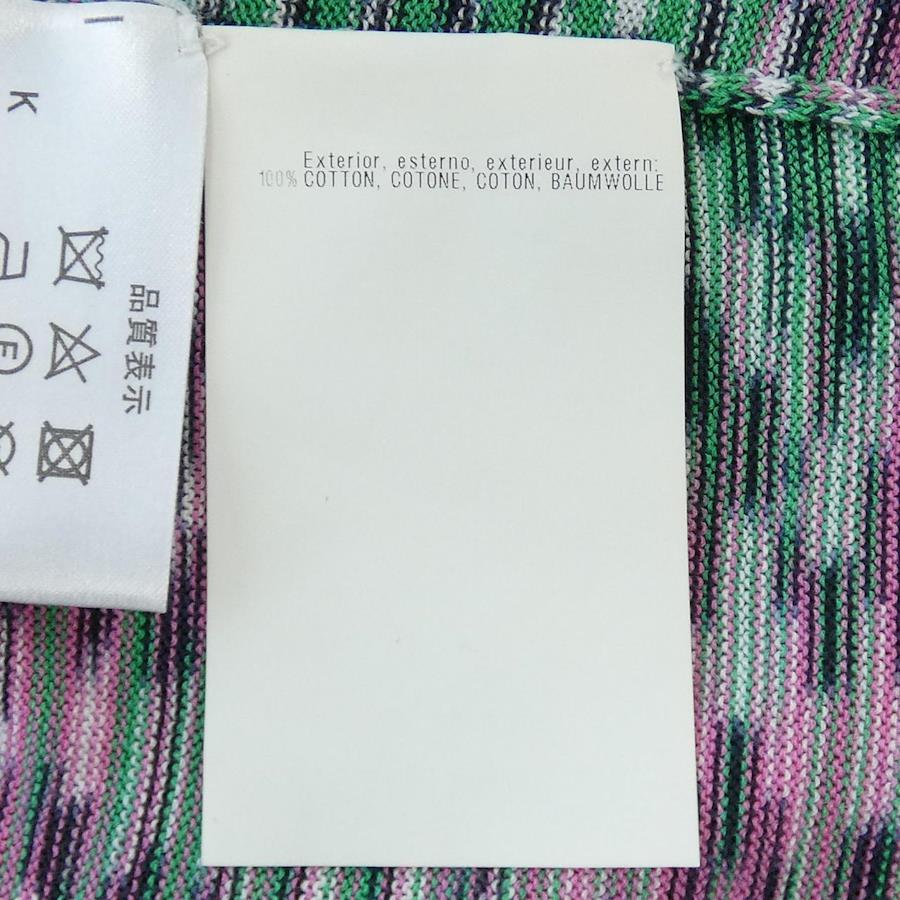 Exterior, esterno, exterieur, extern:
100% COTTON, COTONE, COTON, BAUMWOLLE
K
品質表示
F